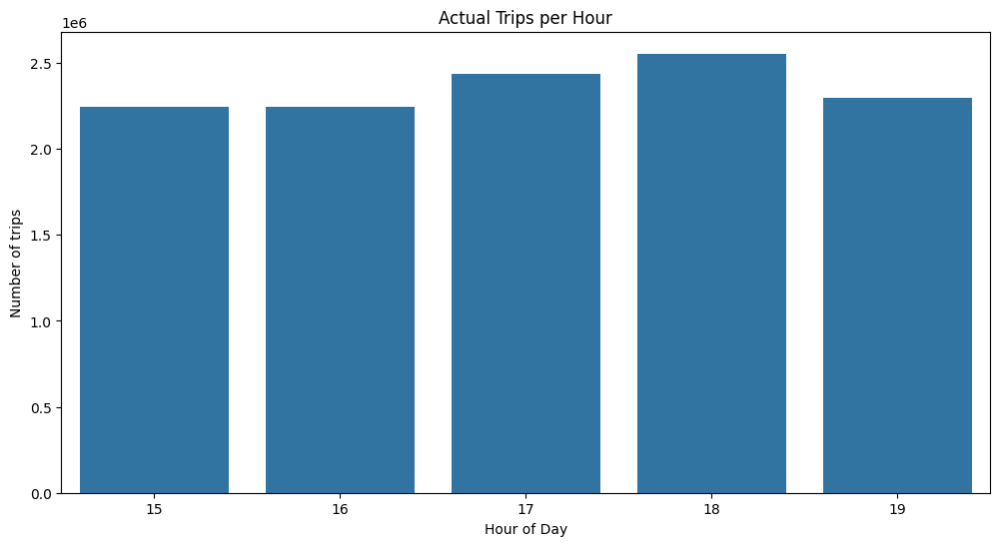 Actual Trips per Hour
1e6
2.5
2.0
1.5
1.0
0.5
0.0
Number of trips
15 16 17 18 19
Hour of Day